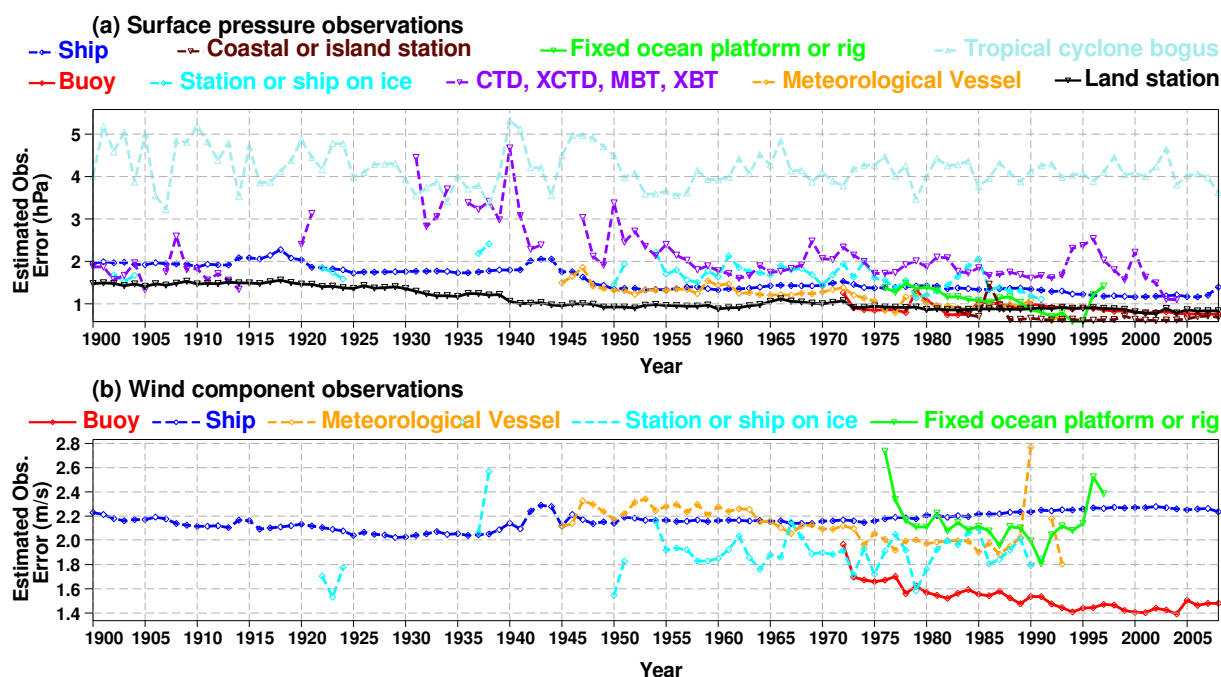 (a) Surface pressure observations
Ship Coastal or island station Fixed ocean platform or rig Tropical cyclone bogus
Buoy Station or ship on ice CTD, XCTD, MBT, XBT Meteorological Vessel Land station
Estimated Obs.
Error (hPa)
5
4
3
2
1
1900 1905 1910 1915 1920 1925 1930 1935 1940 1945 1950 1955 1960 1965 1970 1975 1980 1985 1990 1995 2000 2005
Year
(b) Wind component observations
Buoy Ship Meteorological Vessel Station or ship on ice Fixed ocean platform or rig
Estimated Obs.
Error (m/s)
2.8
2.6
2.4
2.2
2.0
1.8
1.6
1.4
1900 1905 1910 1915 1920 1925 1930 1935 1940 1945 1950 1955 1960 1965 1970 1975 1980 1985 1990 1995 2000 2005
Year